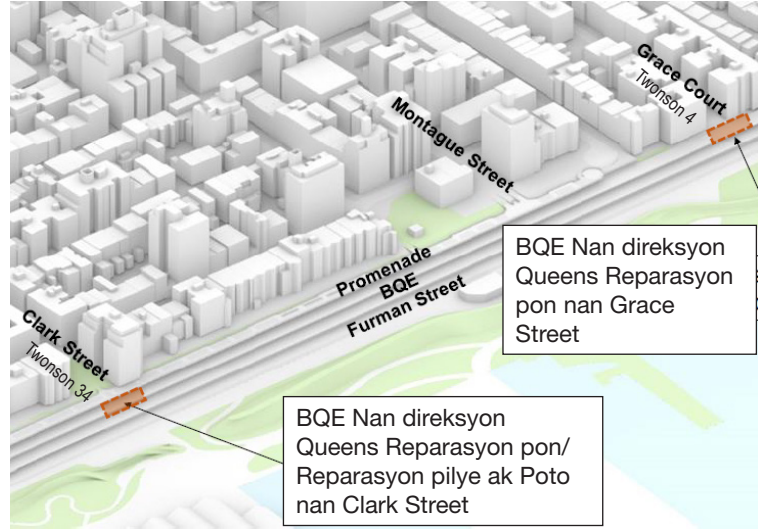 Grace Court
Twonson 4
Montague Street
BQE Nan direksyon
Queens Reparasyon
pon nan Grace
Street
Promenade
BQE
Furman Street
Clark Street
Twonson 34
BQE Nan direksyon
Queens Reparasyon pon/
Reparasyon pilye ak Poto
nan Clark Street